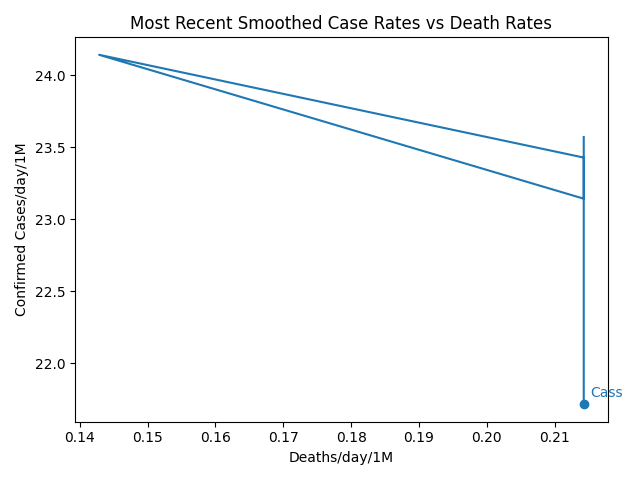 Most Recent Smoothed Case Rates vs Death Rates
Confirmed Cases/day/1M
24.0
23.5
23.0
22.5
22.0
Cass
0.14 0.15 0.16 0.17 0.18 0.19 0.20 0.21
Deaths/day/1M